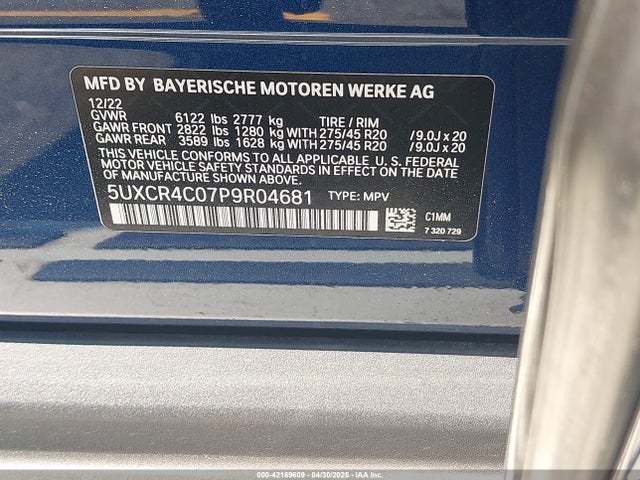 MFD BY BAYERISCHE MOTOREN WERKE AG
12/22
GVWR 6122 lbs 2777 kg TIRE / RIM
GAWR FRONT 2822 lbs 1280 kg WITH 275/45 R20 /9.0J x 20
GAWR REAR 3589 lbs 1628 kg WITH 275/45 R20 /9.0J x 20
THIS VEHICLE CONFORMS TO ALL APPLICABLE U. S. FEDERAL
MOTOR VEHICLE SAFETY STANDARDS IN EFFECT ON THE DATE
OF MANUFACTURE SHOWN ABOVE.
5UXCR4C07P9R04681 TYPE: MPV
C1MM
7 320 729
000-42169609 - 04/30/2025 - IAAI.COM